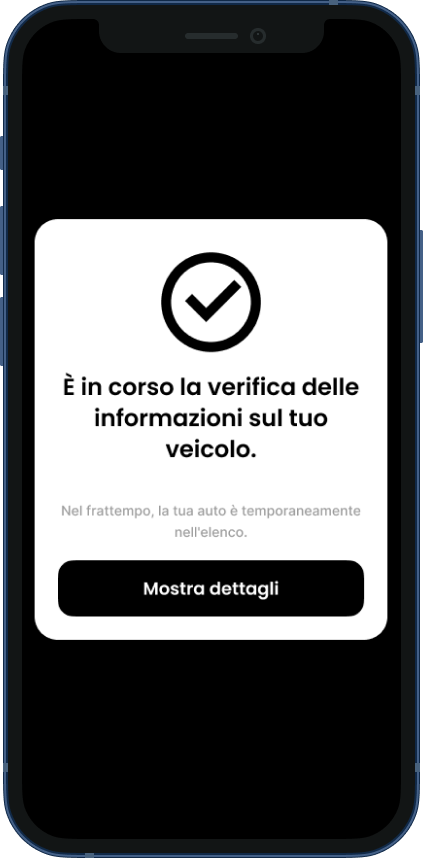 È in corso la verifica delle
informazioni sul tuo
veicolo.
Nel frattempo, la tua auto è temporaneamente
nell'elenco.
Mostra dettagli